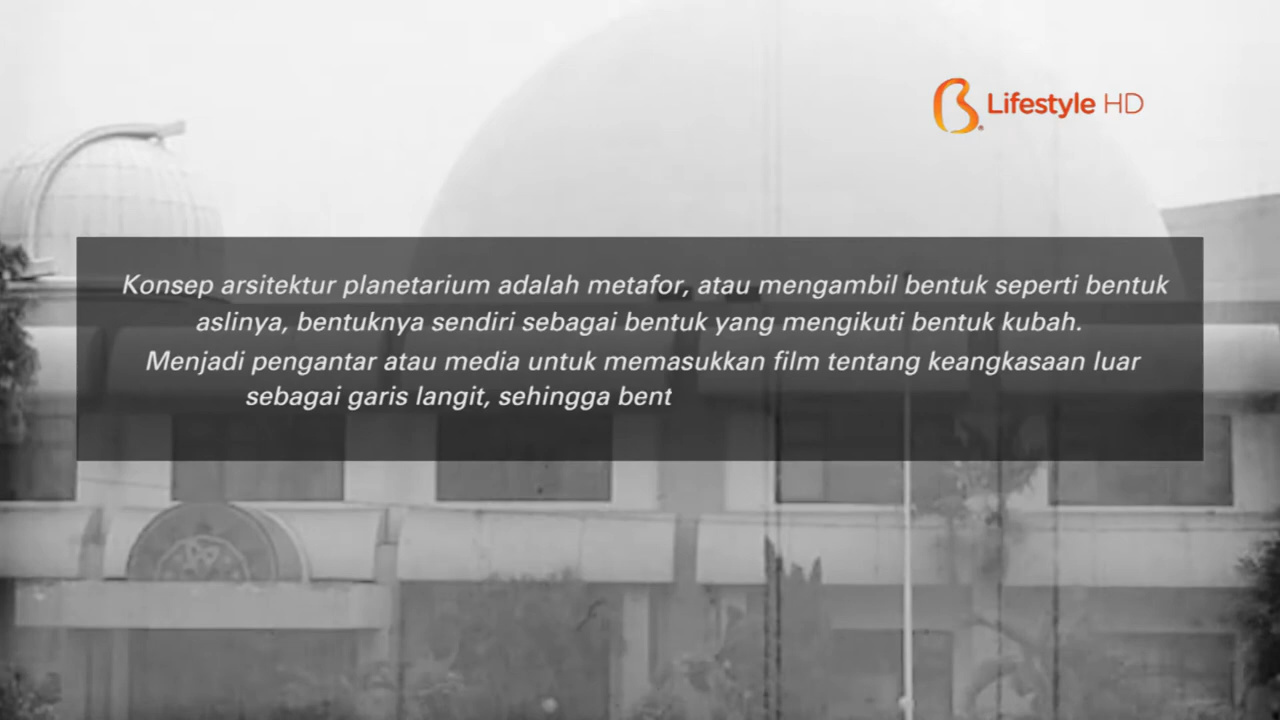 Lifestyle HD
Konsep arsitektur planetarium adalah metafor, atau mengambil bentuk seperti bentuk
aslinya, bentuknya sendiri sebagai bentuk yang mengikuti bentuk kubah.
Menjadi pengantar atau media untuk memasukkan film tentang keangkasaan luar
sebagai garis langit, sehingga bent